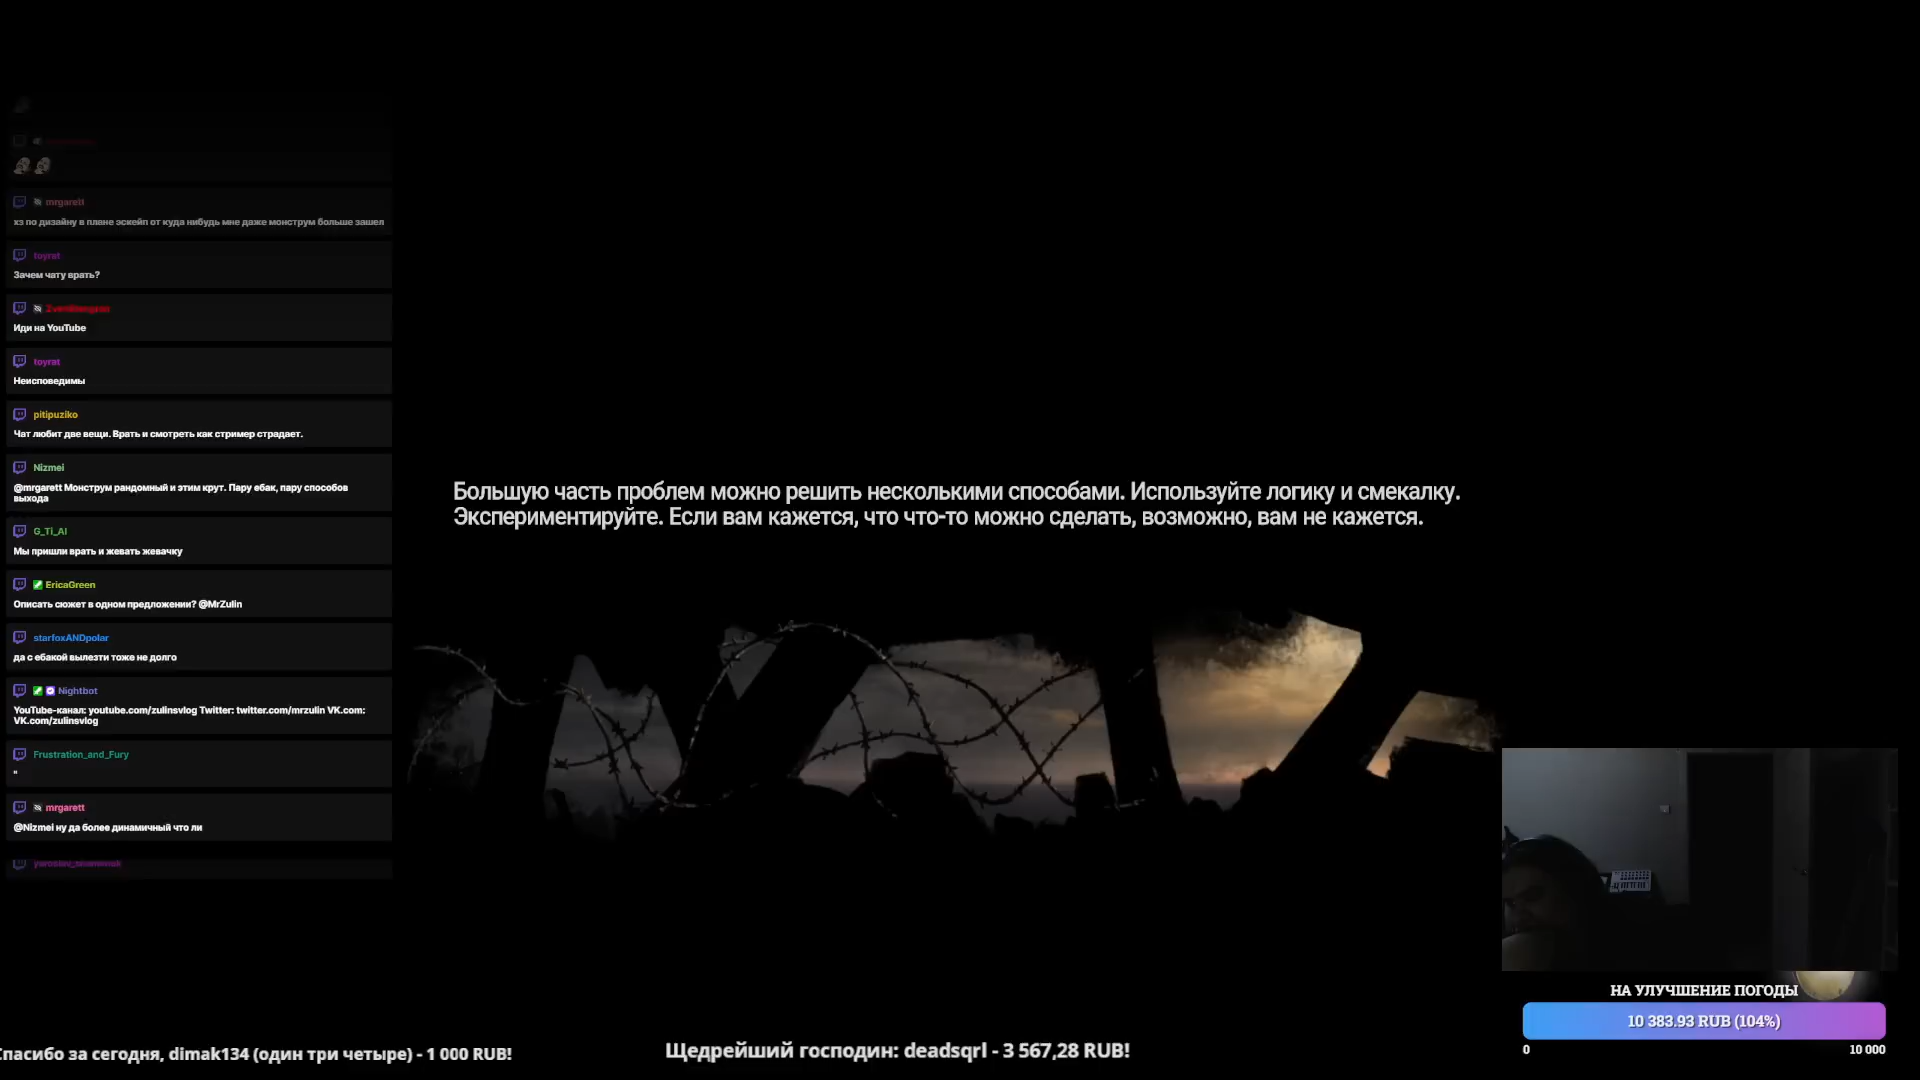 mrgarett
хз по дизайну в плане эскейп от куда нибудь мне даже монструм больше зашел
toyrat
Зачем чату врать?
Иди на YouTube
toyrat
Неисповедимы
pitipuziko
Чат любит две вещи. Врать и смотреть как стример страдает.
Nizmei
@mrgarett Монструм рандомный и этим крут. Пару ебак, пару способов
выхода
G_Ti_Al
Мы пришли врать и жевать жевачку
EricaGreen
Описать сюжет в одном предложении? @MrZulin
starfoxANDpolar
да с ебакой вылезти тоже не долго
Nightbot
YouTube-канал: youtube.com/zulinsvlog Twitter: twitter.com/mrzulin VK.com:
VK.com/zulinsvlog
Frustration_and_Fury
"
mrgarett
@Nizmei ну да более динамичный что ли
Большую часть проблем можно решить несколькими способами. Используйте логику и смекалку.
Экспериментируйте. Если вам кажется, что что-то можно сделать, возможно, вам не кажется.
НА УЛУЧШЕНИЕ ПОГОДЫ
10 383.93 RUB (104%)
0
10 000
Спасибо за сегодня, dimak134 (один три четыре) - 1 000 RUB!
Щедрейший господин: deadsqrl - 3 567,28 RUB!